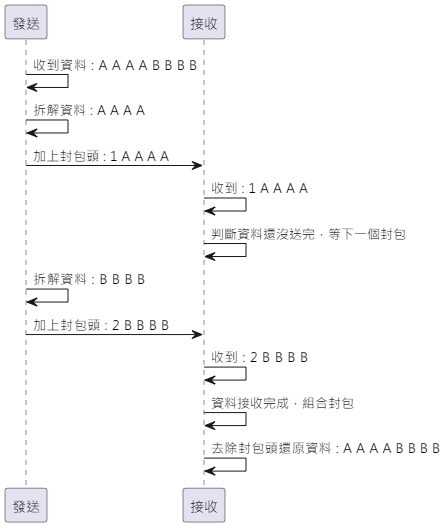 發送 接收
收到資料 : A A A A B B B B
拆解資料 : A A A A
加上封包頭 : 1 A A A A
收到 : 1 A A A A
判斷資料還沒送完，等下一個封包
拆解資料 : B B B B
加上封包頭 : 2 B B B B
收到 : 2 B B B B
資料接收完成，組合封包
去除封包頭還原資料 : A A A A B B B B
發送 接收